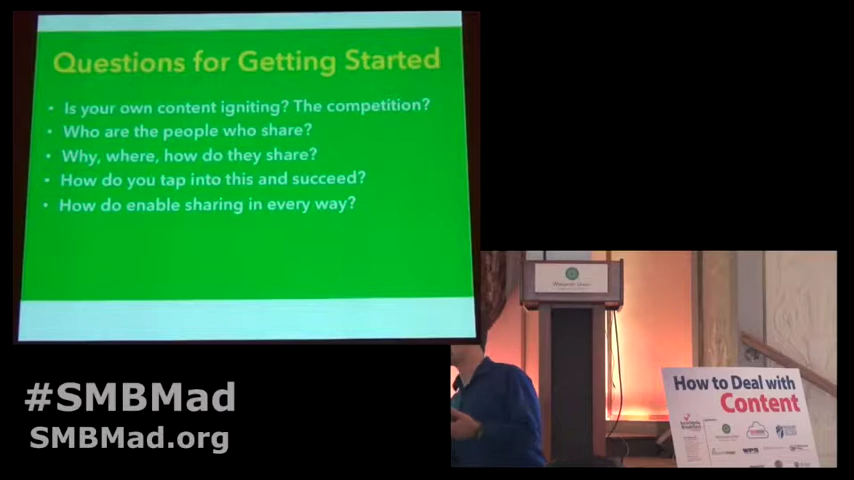 Questions for Getting Started
• Is your own content igniting? The competition?
• Who are the people who share?
• Why, where, how do they share?
• How do you tap into this and succeed?
• How do enable sharing in every way?
#SMBMad
SMBMad.org
How to Deal with
Content